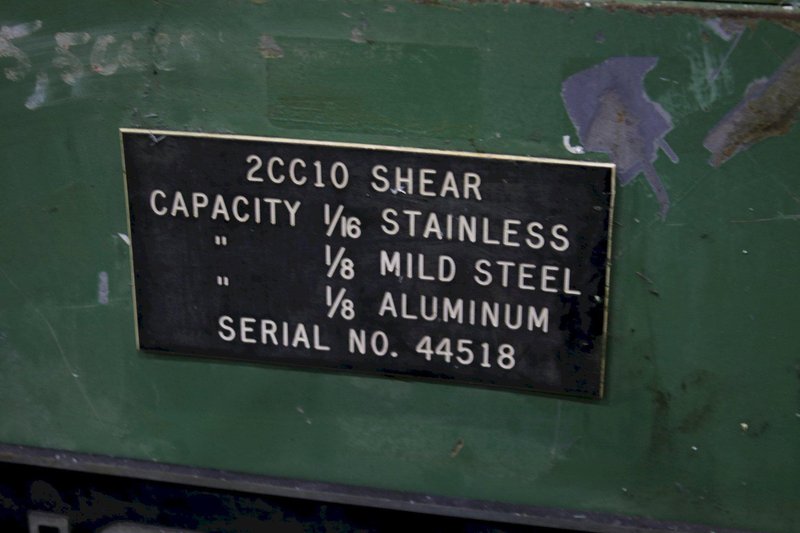 2CC10 SHEAR
CAPACITY 1/16 STAINLESS
" 1/8 MILD STEEL
" 1/8 ALUMINUM
SERIAL NO. 44518